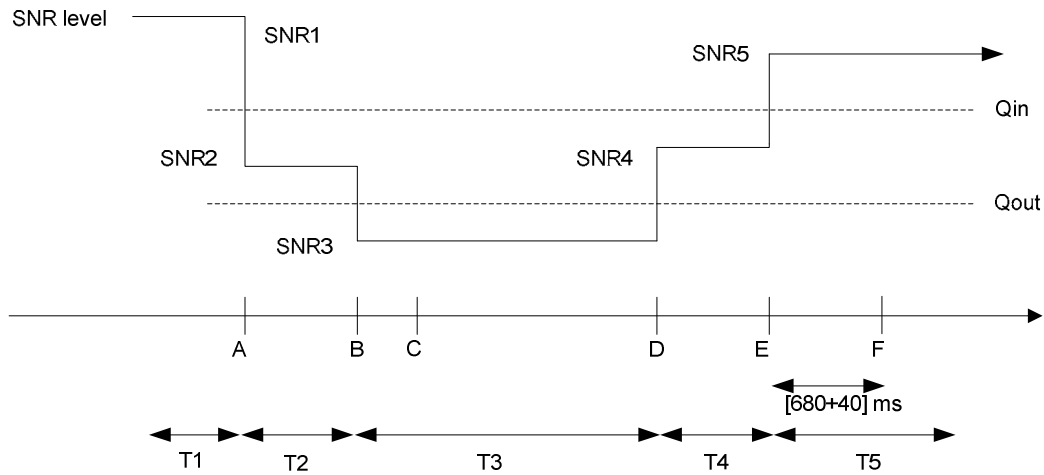 SNR level
SNR1
SNR5
Qin
SNR2
SNR4
Qout
SNR3
A
B
C
D
E
F
[680+40] ms
T1
T2
T3
T4
T5